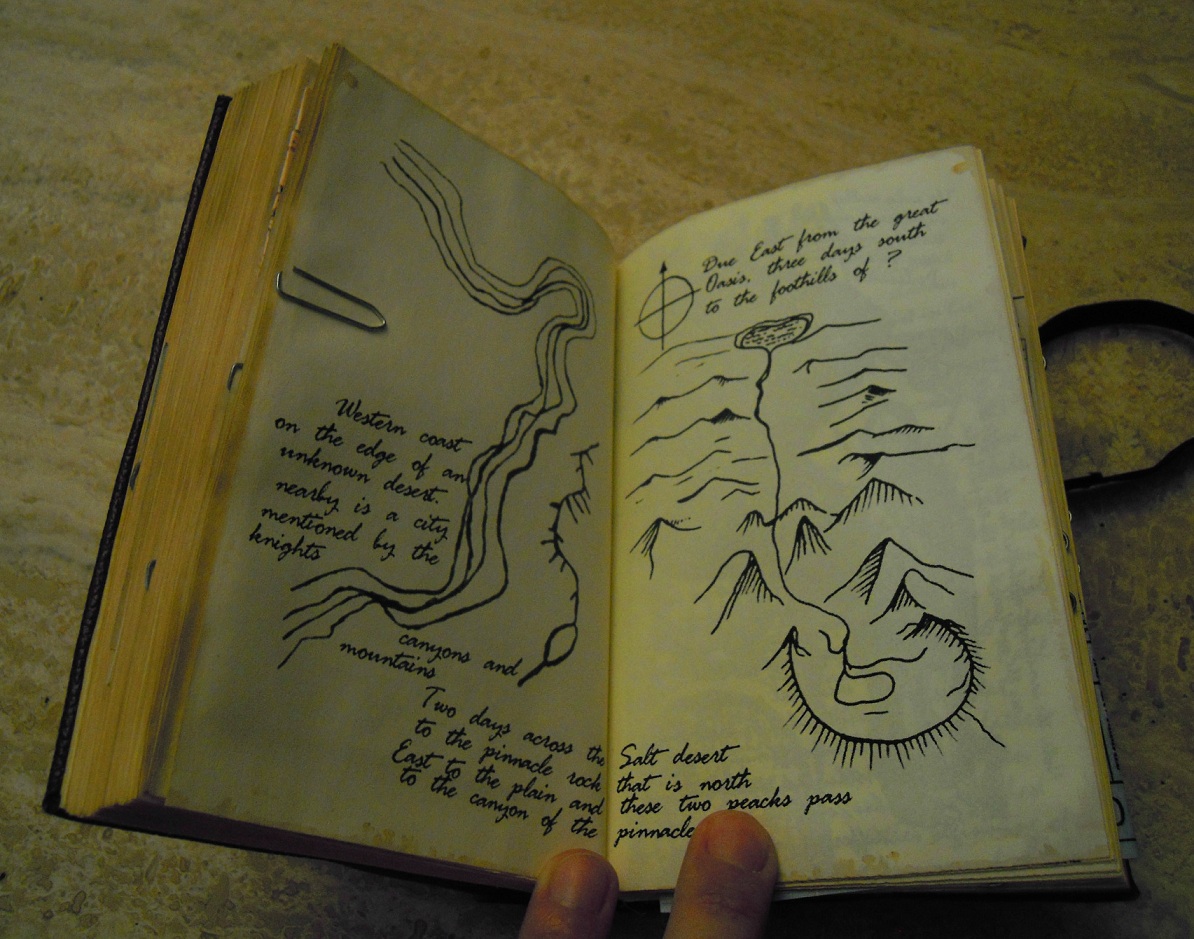 Western coast
on the edge of an
unknown desert.
nearby is a city
mentioned by the
knights
canyons and
mountains
Two days across the
to the pinnacle rock
East to the plain and
to the canyon of the
Due East from the great
Oasis, three days south
to the foothills of ?
Salt desert
that is north
these two peacks pass
pinnacle